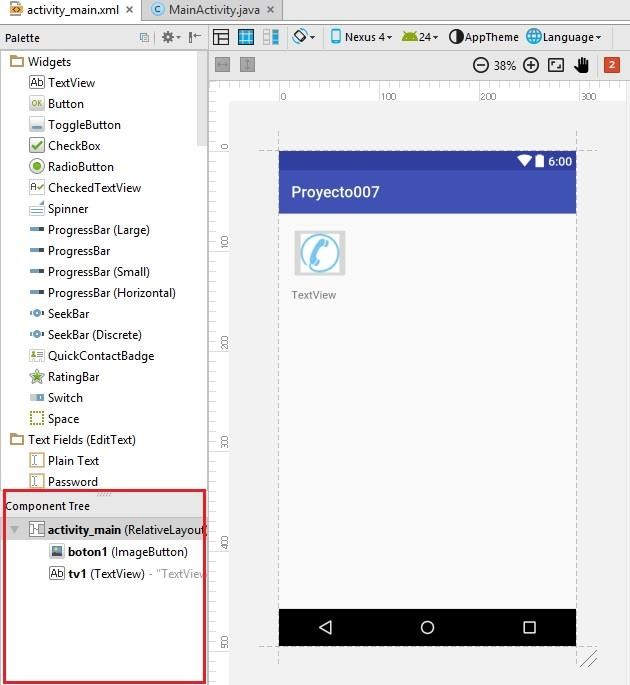 activity_main.xml × MainActivity.java ×
Palette
Nexus 4 24 AppTheme Language
38% 2
Widgets
Ab TextView
OK Button
ToggleButton
CheckBox
RadioButton
A CheckedTextView
Spinner
ProgressBar (Large)
ProgressBar
ProgressBar (Small)
ProgressBar (Horizontal)
SeekBar
SeekBar (Discrete)
QuickContactBadge
RatingBar
Switch
Space
Text Fields (EditText)
Plain Text
Password
Component Tree
activity_main (RelativeLayout)
boton1 (ImageButton)
Ab tv1 (TextView) - "TextView
0 100 200 300
0
100
200
300
400
500
6:00
Proyecto007
TextView